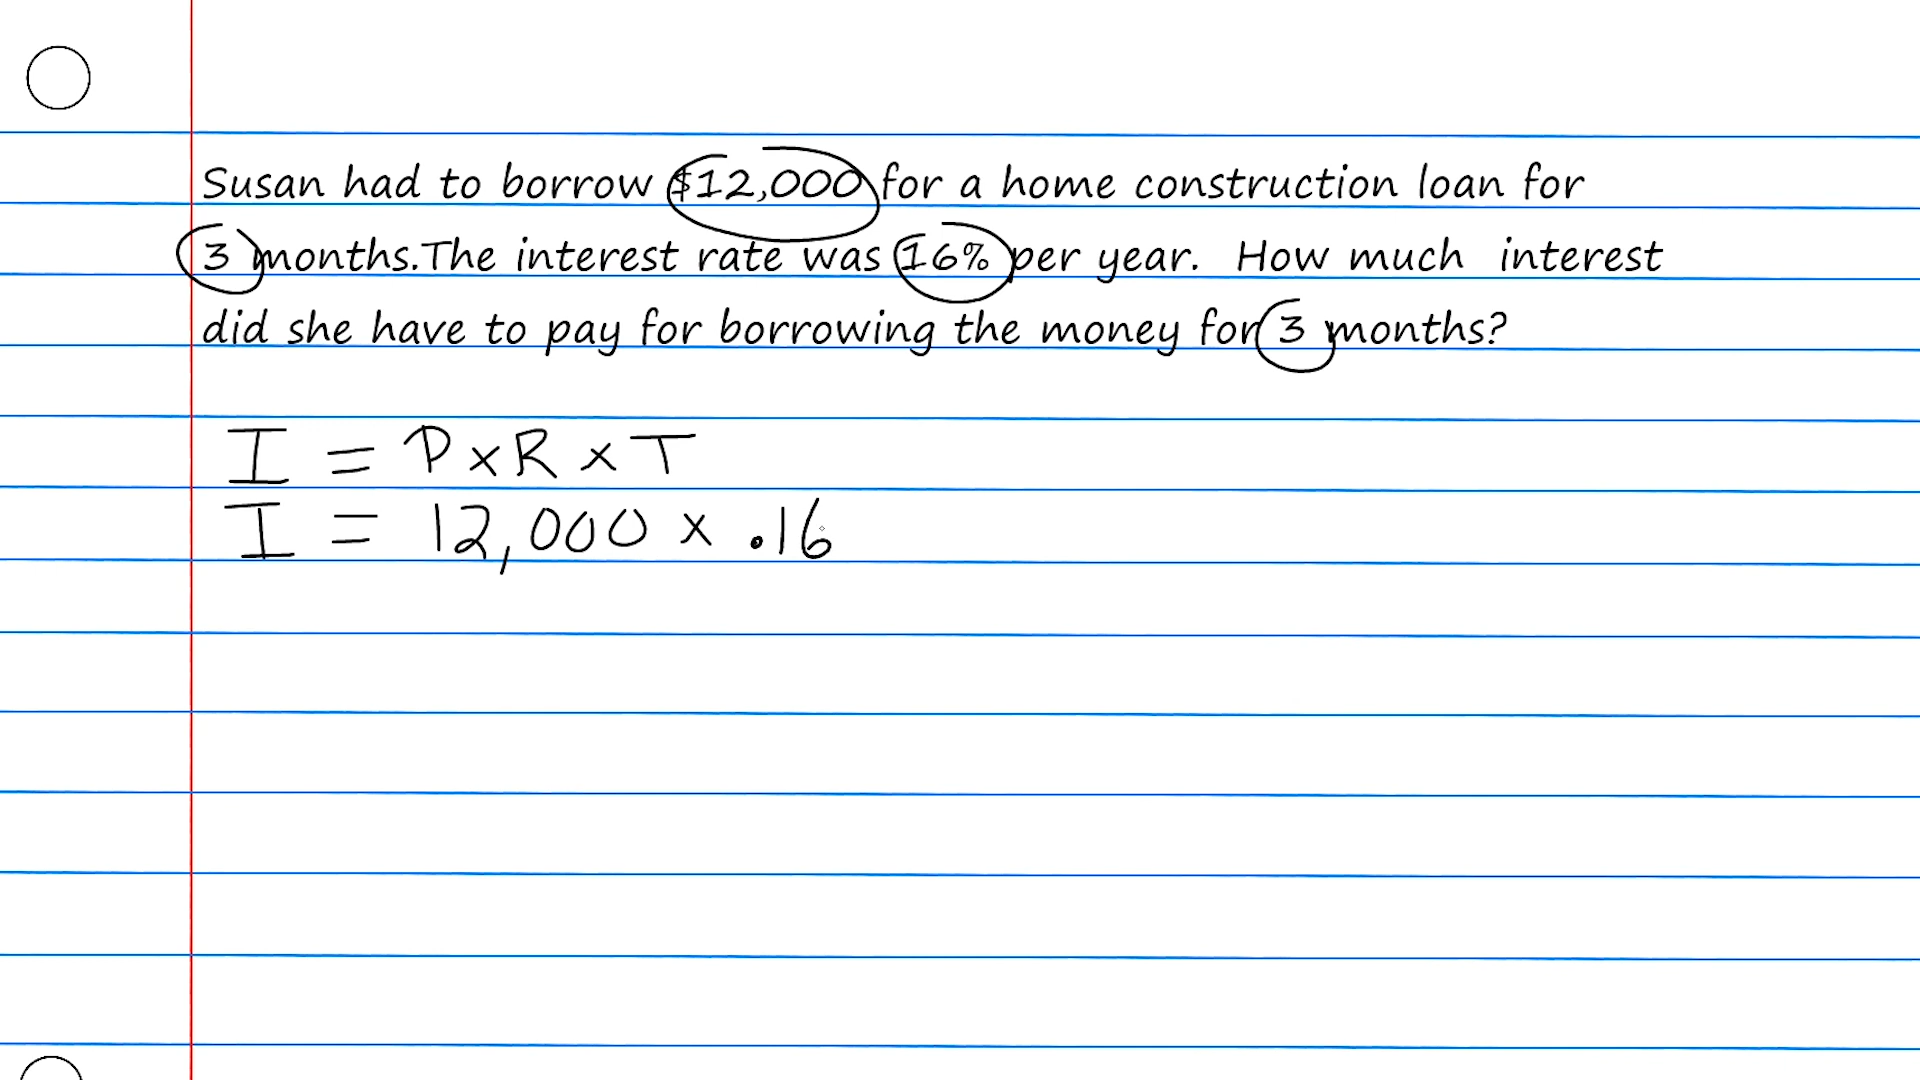 Susan had to borrow $12,000 for a home construction loan for
3 months.The interest rate was 16% per year. How much interest
did she have to pay for borrowing the money for 3 months?
I = P x R x T
I = 12,000 x .16